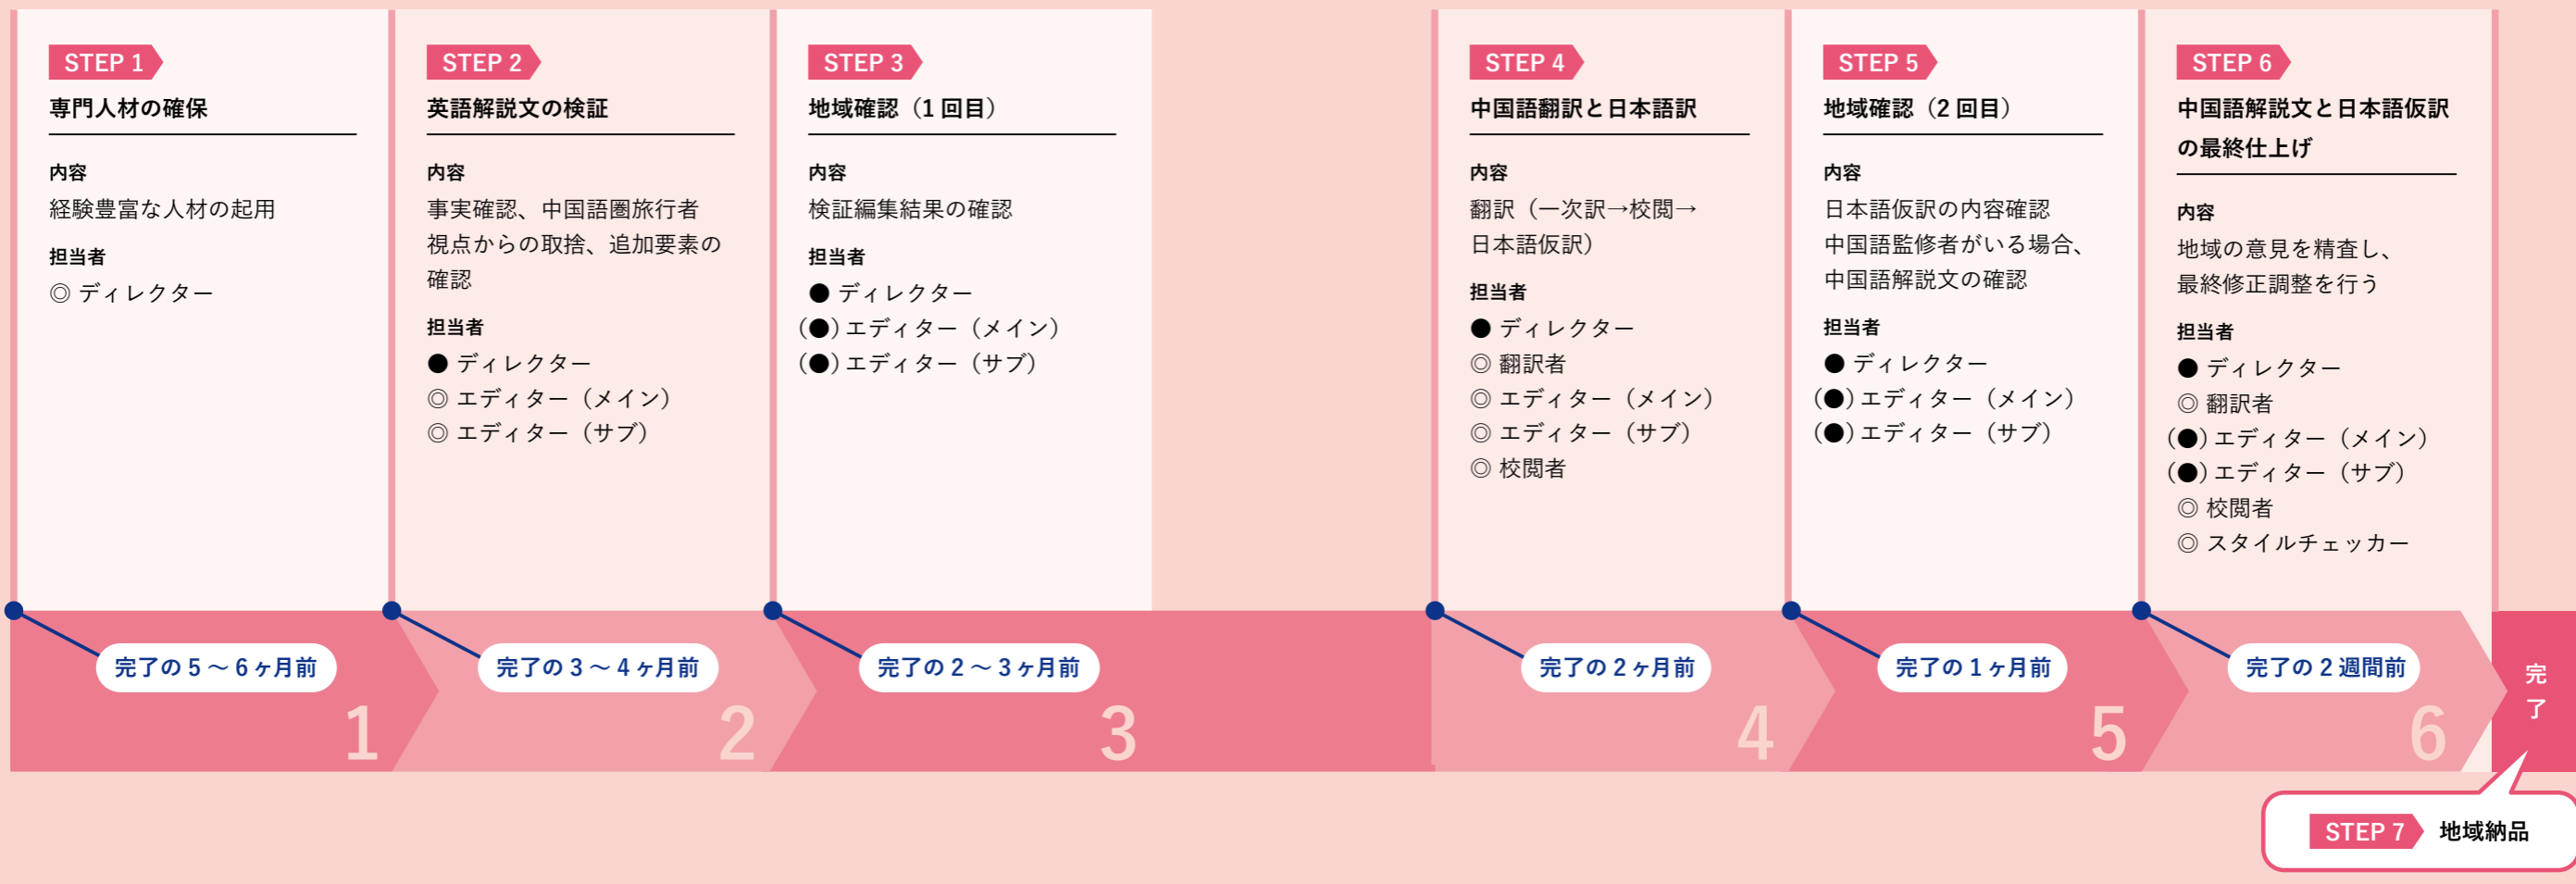 STEP 1
専門人材の確保
内容
経験豊富な人材の起用
担当者
◎ ディレクター
STEP 2
英語解説文の検証
内容
事実確認、中国語圏旅行者
視点からの取捨、追加要素の
確認
担当者
● ディレクター
◎ エディター（メイン）
◎ エディター（サブ）
STEP 3
地域確認（1 回目）
内容
検証編集結果の確認
担当者
● ディレクター
(●) エディター（メイン）
(●) エディター（サブ）
STEP 4
中国語翻訳と日本語訳
内容
翻訳（一次訳→校閲→
日本語仮訳）
担当者
● ディレクター
◎ 翻訳者
◎ エディター（メイン）
◎ エディター（サブ）
◎ 校閲者
STEP 5
地域確認（2 回目）
内容
日本語仮訳の内容確認
中国語監修者がいる場合、
中国語解説文の確認
担当者
● ディレクター
(●) エディター（メイン）
(●) エディター（サブ）
STEP 6
中国語解説文と日本語仮訳
の最終仕上げ
内容
地域の意見を精査し、
最終修正調整を行う
担当者
● ディレクター
◎ 翻訳者
(●) エディター（メイン）
(●) エディター（サブ）
◎ 校閲者
◎ スタイルチェッカー
完了の 5 〜 6 ヶ月前
1
完了の 3 〜 4 ヶ月前
2
完了の 2 〜 3 ヶ月前
3
完了の 2 ヶ月前
4
完了の 1 ヶ月前
5
完了の 2 週間前
6
完了
STEP 7 地域納品